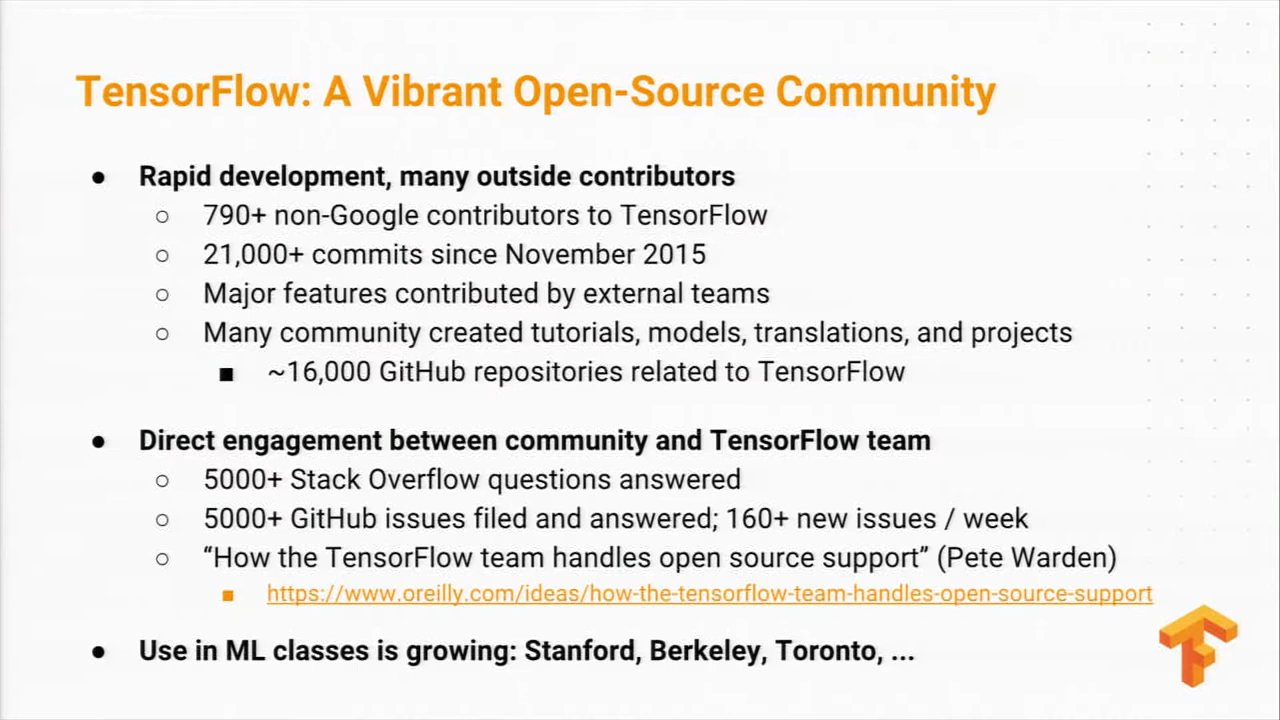 TensorFlow: A Vibrant Open-Source Community
● Rapid development, many outside contributors
○ 790+ non-Google contributors to TensorFlow
○ 21,000+ commits since November 2015
○ Major features contributed by external teams
○ Many community created tutorials, models, translations, and projects
■ ~16,000 GitHub repositories related to TensorFlow
● Direct engagement between community and TensorFlow team
○ 5000+ Stack Overflow questions answered
○ 5000+ GitHub issues filed and answered; 160+ new issues / week
○ “How the TensorFlow team handles open source support” (Pete Warden)
■ https://www.oreilly.com/ideas/how-the-tensorflow-team-handles-open-source-support
● Use in ML classes is growing: Stanford, Berkeley, Toronto, ...